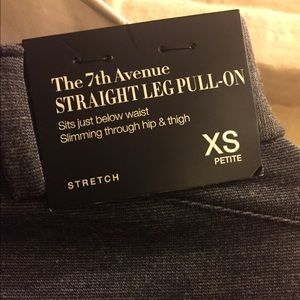 The 7th Avenue
STRAIGHT LEG PULL-ON
Sits just below waist
Slimming through hip & thigh
XS
PETITE
STRETCH